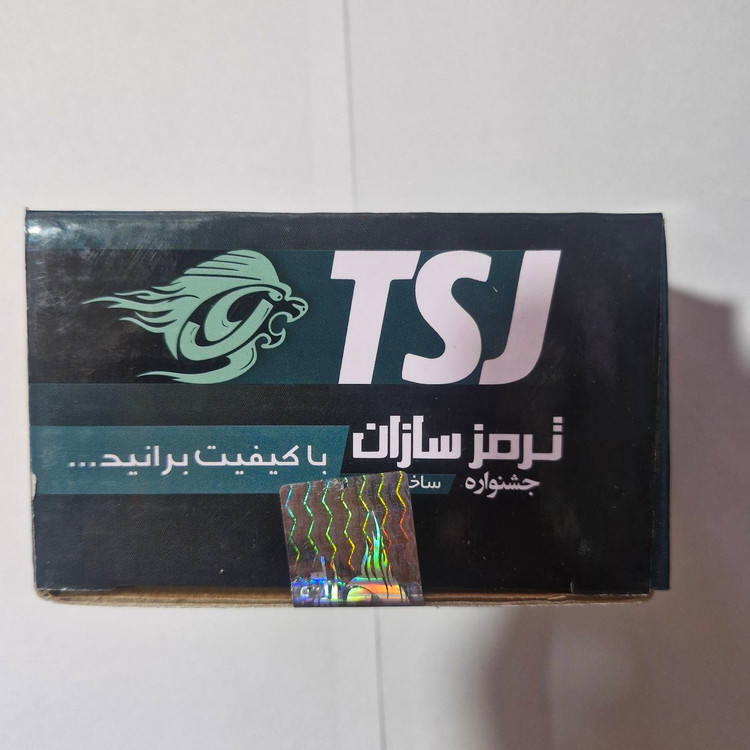 TSJ
ترمز سازان
با کیفیت برانید...
جشنواره